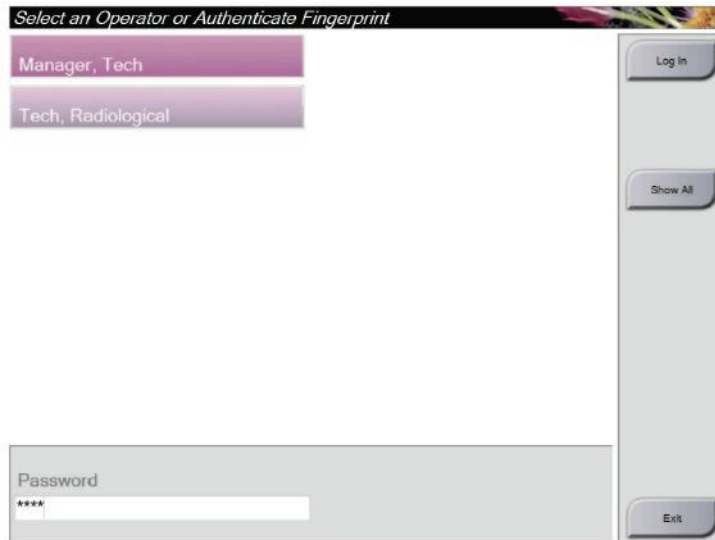 Select an Operator or Authenticate Fingerprint
Manager, Tech
Log In
Tech, Radiological
Show All
Password
****
Exit